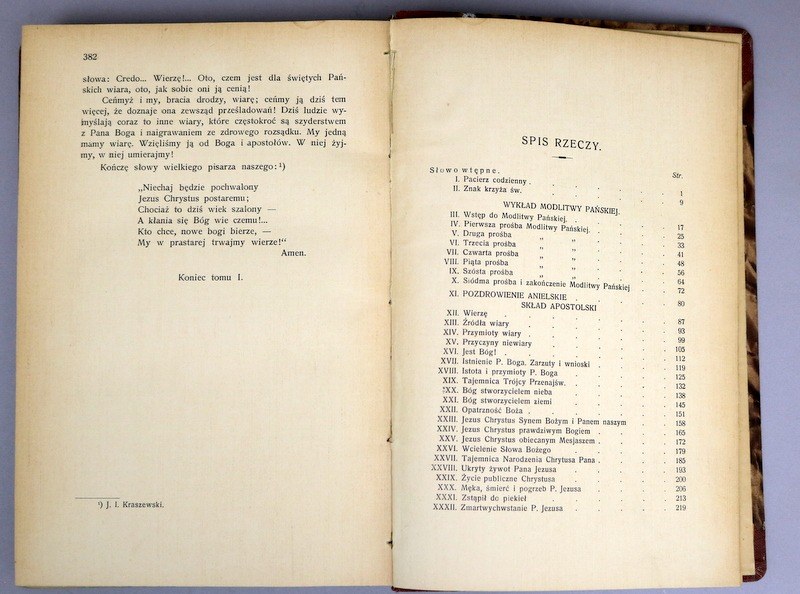 382
słowa: Credo... Wierzę!... Oto, czem jest dla świętych Pań-
skich wiara, oto, jak sobie oni ją cenią!
Ceńmyż i my, bracia drodzy, wiarę; ceńmy ją dziś tem
więcej, że doznaje ona zewsząd prześladowań! Dziś ludzie wy-
myślają coraz to inne wiary, które częstokroć są szyderstwem
z Pana Boga i naigrawaniem ze zdrowego rozsądku. My jedną
mamy wiarę. Wzięliśmy ją od Boga i apostołów. W niej żyj-
my, w niej umierajmy!
Kończę słowy wielkiego pisarza naszego:¹)
„Niechaj będzie pochwalony
Jezus Chrystus postaremu;
Chociaż to dziś wiek szalony —
A kłania się Bóg wie czemu!...
Kto chce, nowe bogi bierze, —
My w prastarej trwajmy wierze!“
Amen.
Koniec tomu I.
¹) J. I. Kraszewski.
SPIS RZECZY.
Str.
Słowo wtępne.
I. Pacierz codzienny . . . . . . . 1
II. Znak krzyża św. . . . . . . . 9
WYKŁAD MODLITWY PAŃSKIEJ.
III. Wstęp do Modlitwy Pańskiej. . . . . . 17
IV. Pierwsza prośba Modlitwy Pańskiej. . . . . 25
V. Druga prośba „ „ . . . . 33
VI. Trzecia prośba „ „ . . . . 41
VII. Czwarta prośba „ „ . . . . 48
VIII. Piąta prośba „ „ . . . . 56
IX. Szósta prośba „ „ . . . . 64
X. Siódma prośba i zakończenie Modlitwy Pańskiej . . 72
XI. POZDROWIENIE ANIELSKIE . . . . . 80
SKŁAD APOSTOLSKI
XII. Wierzę . . . . . . . . 87
XIII. Źródła wiary . . . . . . . 93
XIV. Przymioty wiary . . . . . . . 99
XV. Przyczyny niewiary . . . . . . 105
XVI. Jest Bóg! . . . . . . . . 112
XVII. Istnienie P. Boga. Zarzuty i wnioski . . . . 119
XVIII. Istota i przymioty P. Boga . . . . . 125
XIX. Tajemnica Trójcy Przenajśw. . . . . . 132
XX. Bóg stworzycielem nieba . . . . . 138
XXI. Bóg stworzycielem ziemi . . . . . 145
XXII. Opatrzność Boża . . . . . . . 151
XXIII. Jezus Chrystus Synem Bożym i Panem naszym . . 158
XXIV. Jezus Chrystus prawdziwym Bogiem . . . . 165
XXV. Jezus Chrystus obiecanym Mesjaszem . . . . 172
XXVI. Wcielenie Słowa Bożego . . . . . 179
XXVII. Tajemnica Narodzenia Chrytusa Pana . . . . 185
XXVIII. Ukryty żywot Pana Jezusa . . . . . 193
XXIX. Życie publiczne Chrystusa . . . . . 200
XXX. Męka, śmierć i pogrzeb P. Jezusa . . . . 206
XXXI. Zstąpił do piekieł . . . . . . 213
XXXII. Zmartwychwstanie P. Jezusa . . . . . 219